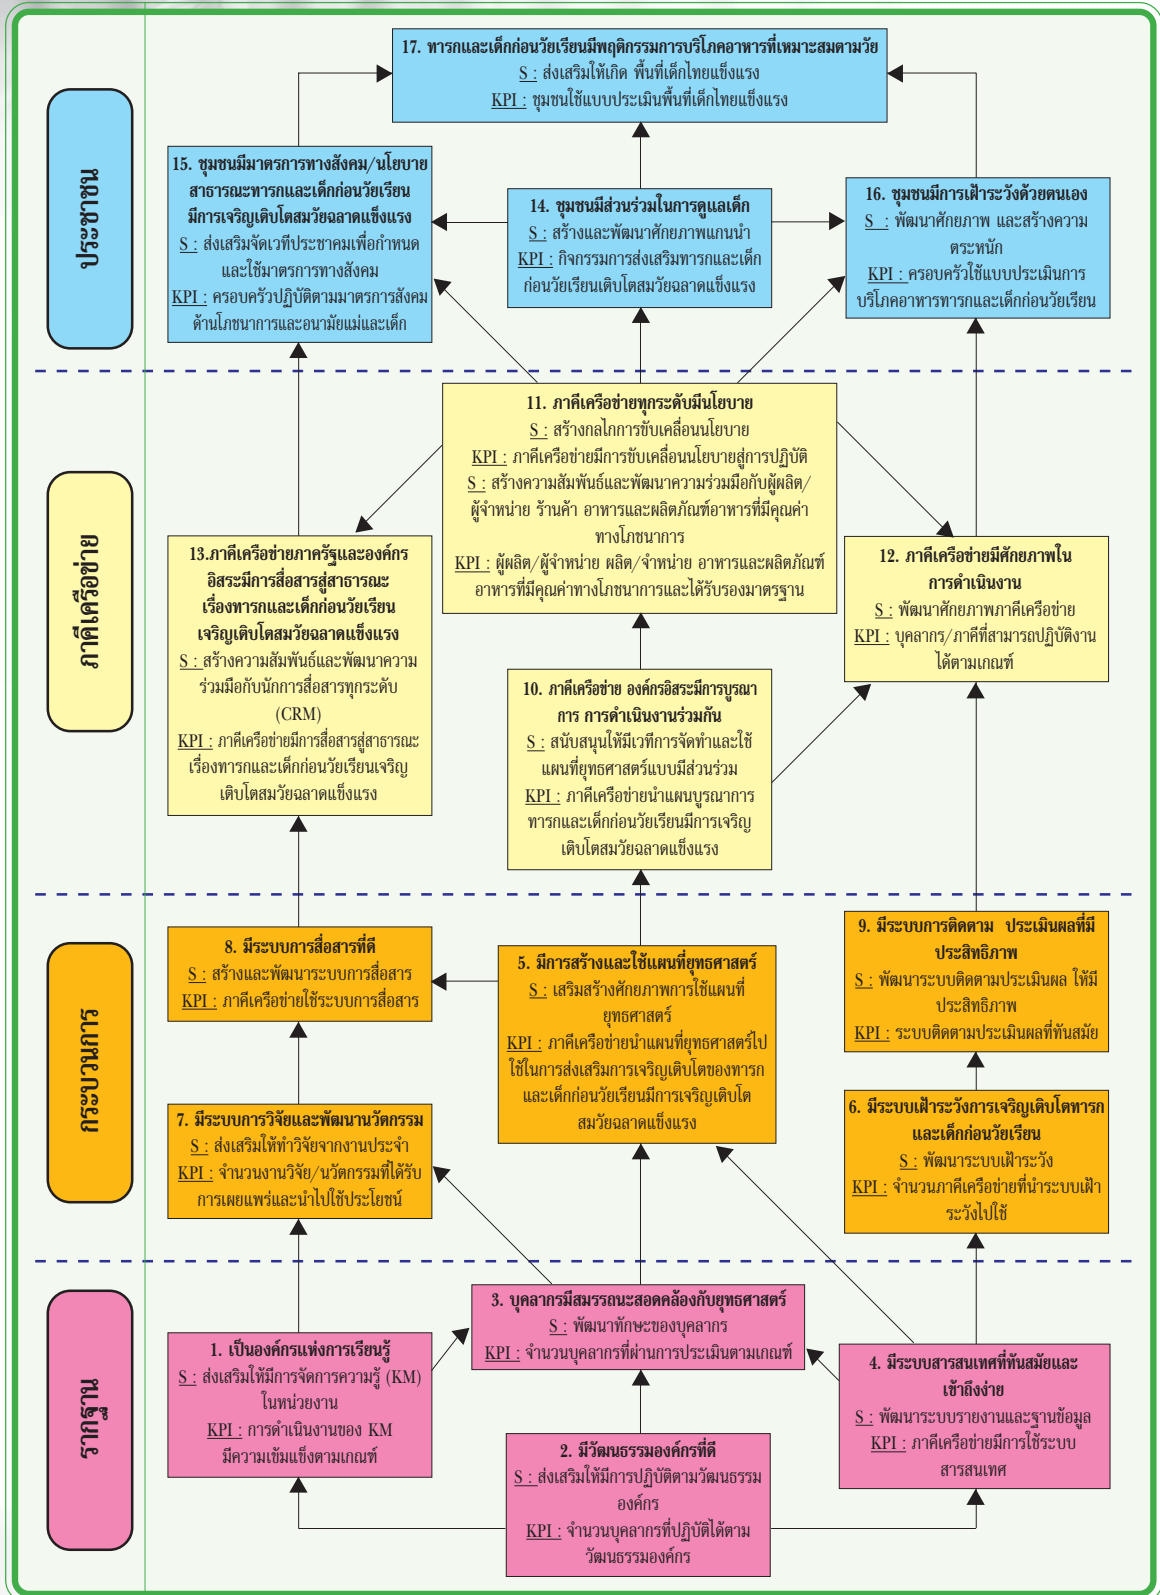 ประชาชน
17. ทารกและเด็กก่อนวัยเรียนมีพฤติกรรมการบริโภคอาหารที่เหมาะสมตามวัย
S : ส่งเสริมให้เกิด พื้นที่เด็กไทยแข็งแรง
KPI : ชุมชนใช้แบบประเมินพื้นที่เด็กไทยแข็งแรง
15. ชุมชนมีมาตรการทางสังคม/นโยบาย
สาธารณะทารกและเด็กก่อนวัยเรียน
มีการเจริญเติบโตสมวัยฉลาดแข็งแรง
S : ส่งเสริมจัดเวทีประชาคมเพื่อกำหนด
และใช้มาตรการทางสังคม
KPI : ครอบครัวปฏิบัติตามมาตรการสังคม
ด้านโภชนาการและอนามัยแม่และเด็ก
14. ชุมชนมีส่วนร่วมในการดูแลเด็ก
S : สร้างและพัฒนาศักยภาพแกนนำ
KPI : กิจกรรมการส่งเสริมทารกและเด็ก
ก่อนวัยเรียนเติบโตสมวัยฉลาดแข็งแรง
16. ชุมชนมีการเฝ้าระวังด้วยตนเอง
S : พัฒนาศักยภาพ และสร้างความ
ตระหนัก
KPI : ครอบครัวใช้แบบประเมินการ
บริโภคอาหารทารกและเด็กก่อนวัยเรียน
ภาคีเครือข่าย
11. ภาคีเครือข่ายทุกระดับมีนโยบาย
S : สร้างกลไกการขับเคลื่อนนโยบาย
KPI : ภาคีเครือข่ายมีการขับเคลื่อนนโยบายสู่การปฏิบัติ
S : สร้างความสัมพันธ์และพัฒนาความร่วมมือกับผู้ผลิต/
ผู้จำหน่าย ร้านค้า อาหารและผลิตภัณฑ์อาหารที่มีคุณค่า
ทางโภชนาการ
KPI : ผู้ผลิต/ผู้จำหน่าย ผลิต/จำหน่าย อาหารและผลิตภัณฑ์
อาหารที่มีคุณค่าทางโภชนาการและได้รับรองมาตรฐาน
13.ภาคีเครือข่ายภาครัฐและองค์กร
อิสระมีการสื่อสารสู่สาธารณะ
เรื่องทารกและเด็กก่อนวัยเรียน
เจริญเติบโตสมวัยฉลาดแข็งแรง
S : สร้างความสัมพันธ์และพัฒนาความ
ร่วมมือกับนักการสื่อสารทุกระดับ
(CRM)
KPI : ภาคีเครือข่ายมีการสื่อสารสู่สาธารณะ
เรื่องทารกและเด็กก่อนวัยเรียนเจริญ
เติบโตสมวัยฉลาดแข็งแรง
12. ภาคีเครือข่ายมีศักยภาพใน
การดำเนินงาน
S : พัฒนาศักยภาพภาคีเครือข่าย
KPI : บุคลากร/ภาคีที่สามารถปฏิบัติงาน
ได้ตามเกณฑ์
10. ภาคีเครือข่าย องค์กรอิสระมีการบูรณา
การ การดำเนินงานร่วมกัน
S : สนับสนุนให้มีเวทีการจัดทำและใช้
แผนที่ยุทธศาสตร์แบบมีส่วนร่วม
KPI : ภาคีเครือข่ายนำแผนบูรณาการ
ทารกและเด็กก่อนวัยเรียนมีการเจริญ
เติบโตสมวัยฉลาดแข็งแรง
กระบวนการ
8. มีระบบการสื่อสารที่ดี
S : สร้างและพัฒนาระบบการสื่อสาร
KPI : ภาคีเครือข่ายใช้ระบบการสื่อสาร
5. มีการสร้างและใช้แผนที่ยุทธศาสตร์
S : เสริมสร้างศักยภาพการใช้แผนที่
ยุทธศาสตร์
KPI : ภาคีเครือข่ายนำแผนที่ยุทธศาสตร์ไป
ใช้ในการส่งเสริมการเจริญเติบโตของทารก
และเด็กก่อนวัยเรียนมีการเจริญเติบโต
สมวัยฉลาดแข็งแรง
9. มีระบบการติดตาม ประเมินผลที่มี
ประสิทธิภาพ
S : พัฒนาระบบติดตามประเมินผล ให้มี
ประสิทธิภาพ
KPI : ระบบติดตามประเมินผลที่ทันสมัย
7. มีระบบการวิจัยและพัฒนานวัตกรรม
S : ส่งเสริมให้ทำวิจัยจากงานประจำ
KPI : จำนวนงานวิจัย/นวัตกรรมที่ได้รับ
การเผยแพร่และนำไปใช้ประโยชน์
6. มีระบบเฝ้าระวังการเจริญเติบโตทารก
และเด็กก่อนวัยเรียน
S : พัฒนาระบบเฝ้าระวัง
KPI : จำนวนภาคีเครือข่ายที่นำระบบเฝ้า
ระวังไปใช้
รากฐาน
3. บุคลากรมีสมรรถนะสอดคล้องกับยุทธศาสตร์
S : พัฒนาทักษะของบุคลากร
KPI : จำนวนบุคลากรที่ผ่านการประเมินตามเกณฑ์
1. เป็นองค์กรแห่งการเรียนรู้
S : ส่งเสริมให้มีการจัดการความรู้ (KM)
ในหน่วยงาน
KPI : การดำเนินงานของ KM
มีความเข้มแข็งตามเกณฑ์
4. มีระบบสารสนเทศที่ทันสมัยและ
เข้าถึงง่าย
S : พัฒนาระบบรายงานและฐานข้อมูล
KPI : ภาคีเครือข่ายมีการใช้ระบบ
สารสนเทศ
2. มีวัฒนธรรมองค์กรที่ดี
S : ส่งเสริมให้มีการปฏิบัติตามวัฒนธรรม
องค์กร
KPI : จำนวนบุคลากรที่ปฏิบัติได้ตาม
วัฒนธรรมองค์กร